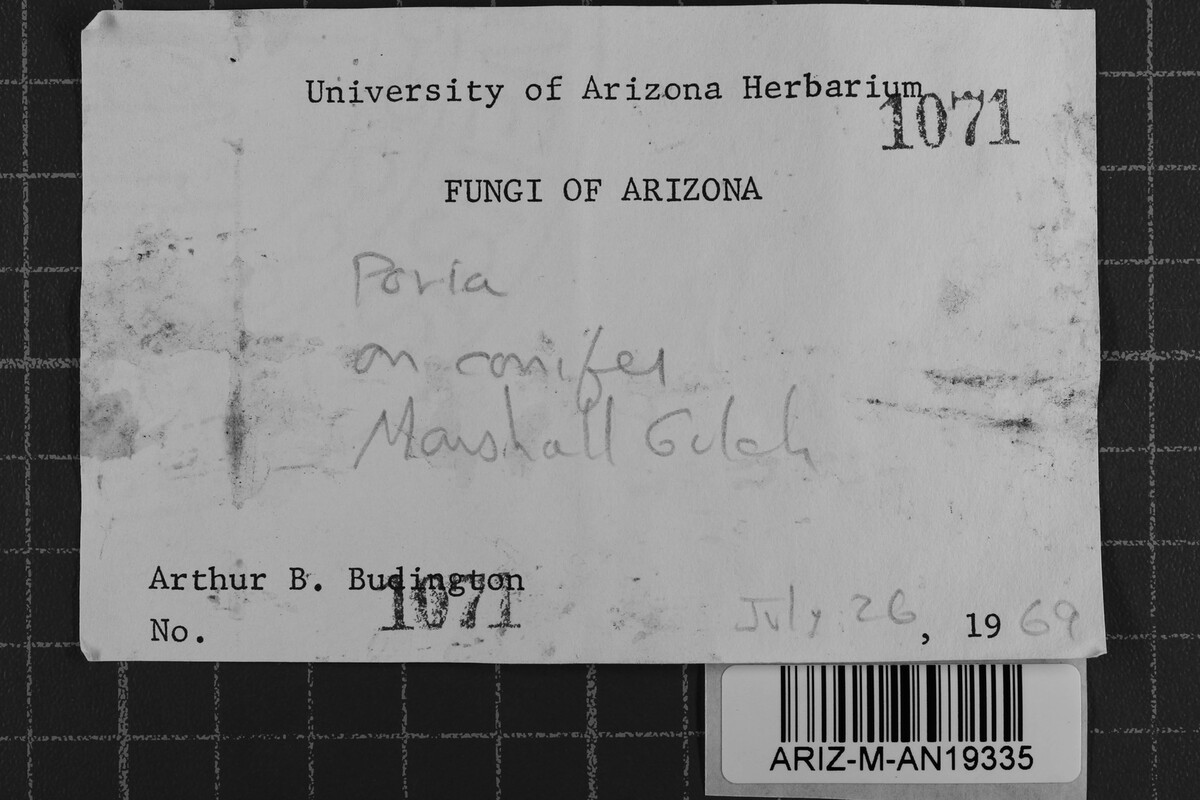 University of Arizona Herbarium
1071
FUNGI OF ARIZONA
Poria
on conifer
Marshall Gulch
Arthur B. Budington
No. 1071
July 26, 1969
ARIZ-M-AN19335